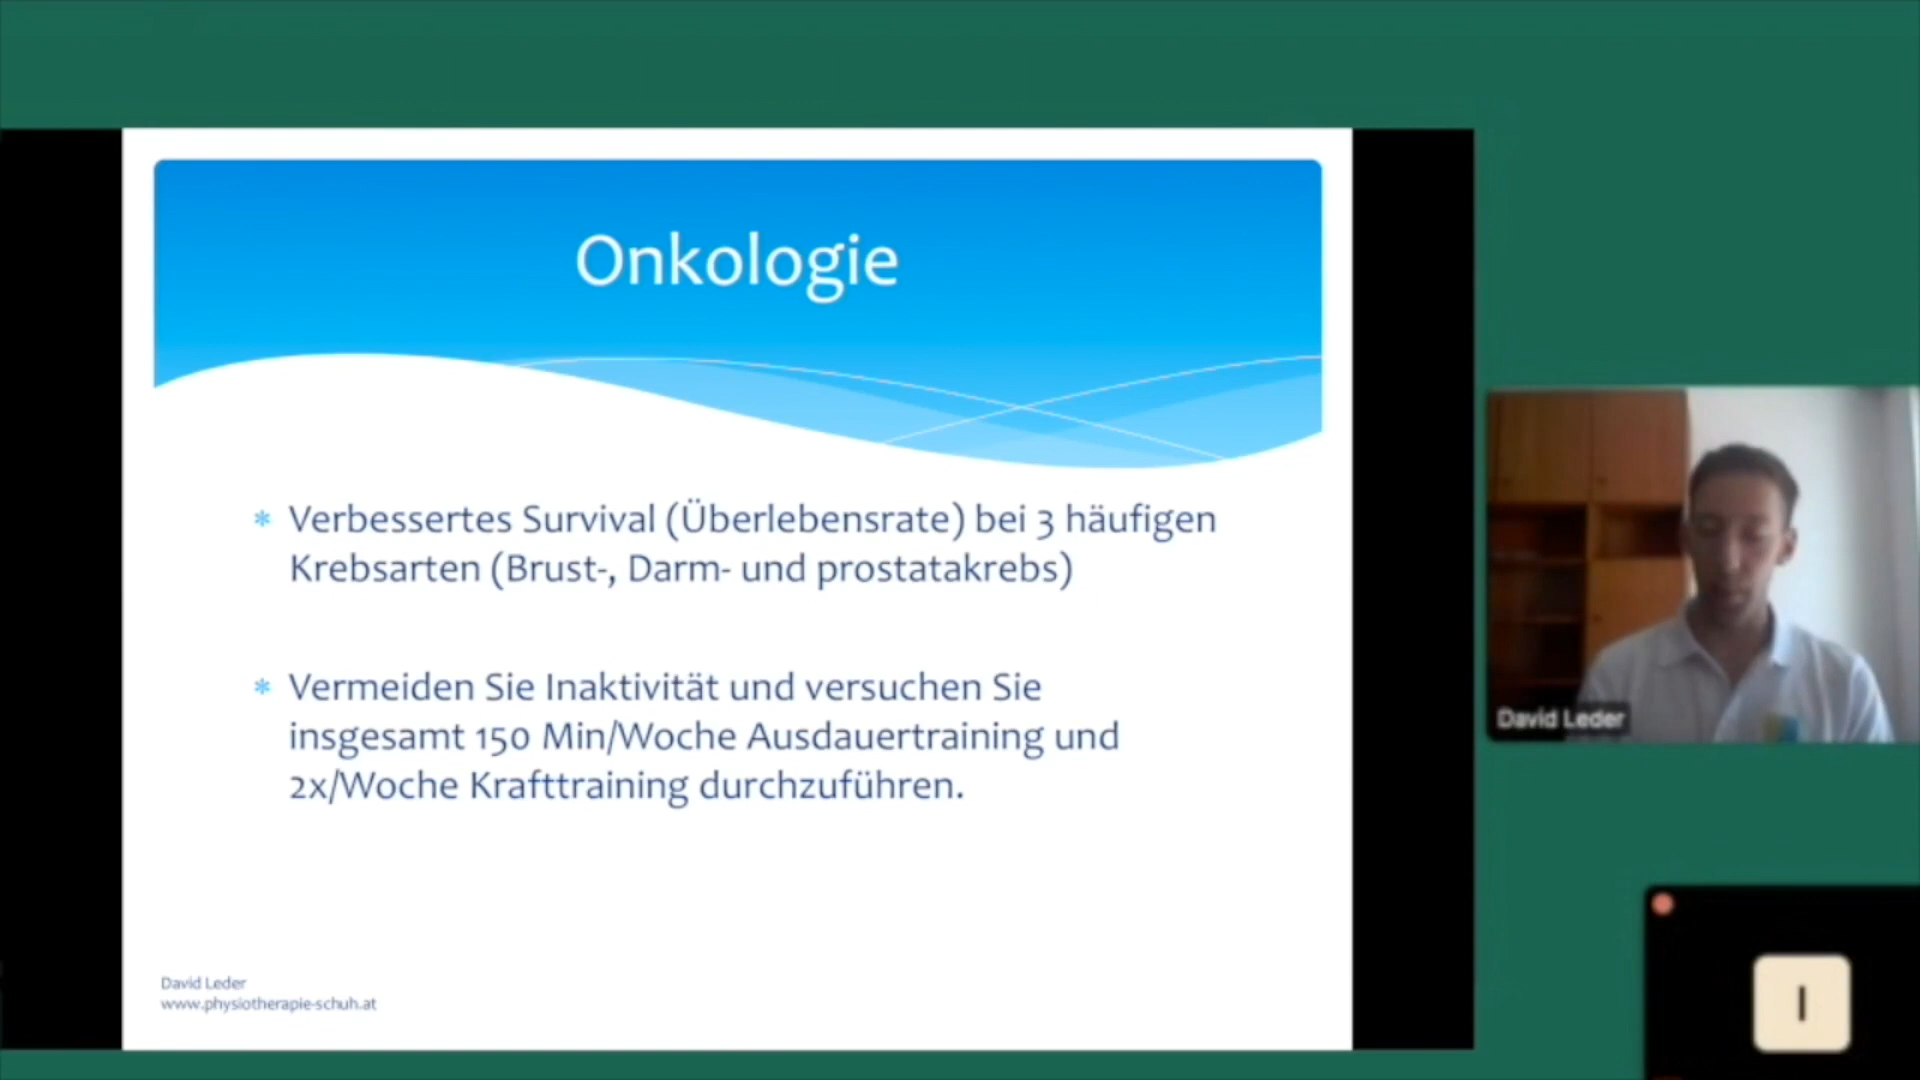 Onkologie
* Verbessertes Survival (Überlebensrate) bei 3 häufigen
Krebsarten (Brust-, Darm- und prostatakrebs)
* Vermeiden Sie Inaktivität und versuchen Sie
insgesamt 150 Min/Woche Ausdauertraining und
2x/Woche Krafttraining durchzuführen.
David Leder
www.physiotherapie-schuh.at
David Leder
I